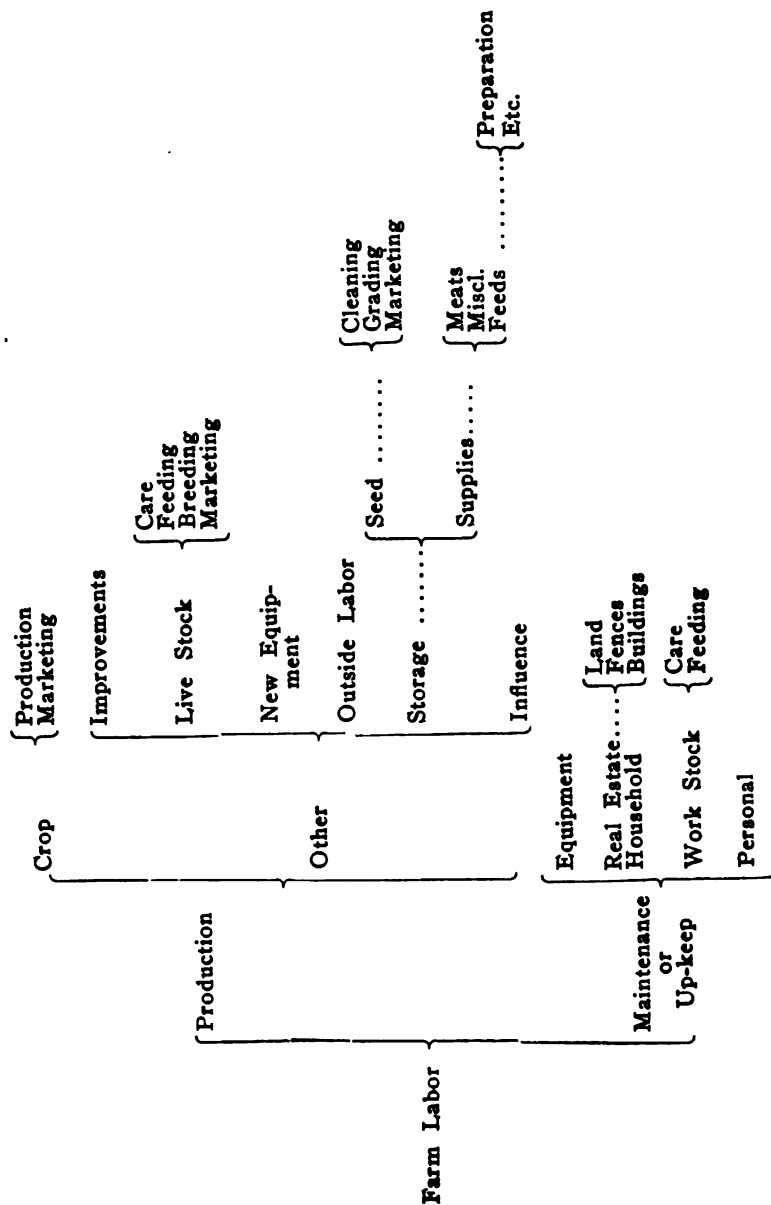 Farm Labor
Production
Crop
Production
Marketing
Other
Improvements
Live Stock
Care
Feeding
Breeding
Marketing
New Equip-
ment
Outside Labor
Storage ........
Seed .........
Cleaning
Grading
Marketing
Supplies.....
Meats
Miscl.
Feeds ..........
Preparation
Etc.
Influence
Maintenance
or
Up-keep
Equipment
Real Estate....
Land
Fences
Buildings
Household
Work Stock
Care
Feeding
Personal